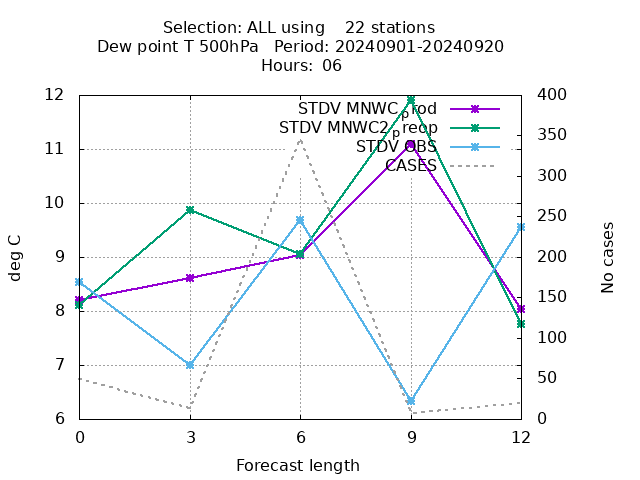 Selection: ALL using 22 stations
Dew point T 500hPa Period: 20240901-20240920
Hours: 06
STDV MNWC_prod
STDV MNWC2_preop
STDV OBS
CASES
deg C
No cases
12
11
10
9
8
7
6
400
350
300
250
200
150
100
50
0
0 3 6 9 12
Forecast length